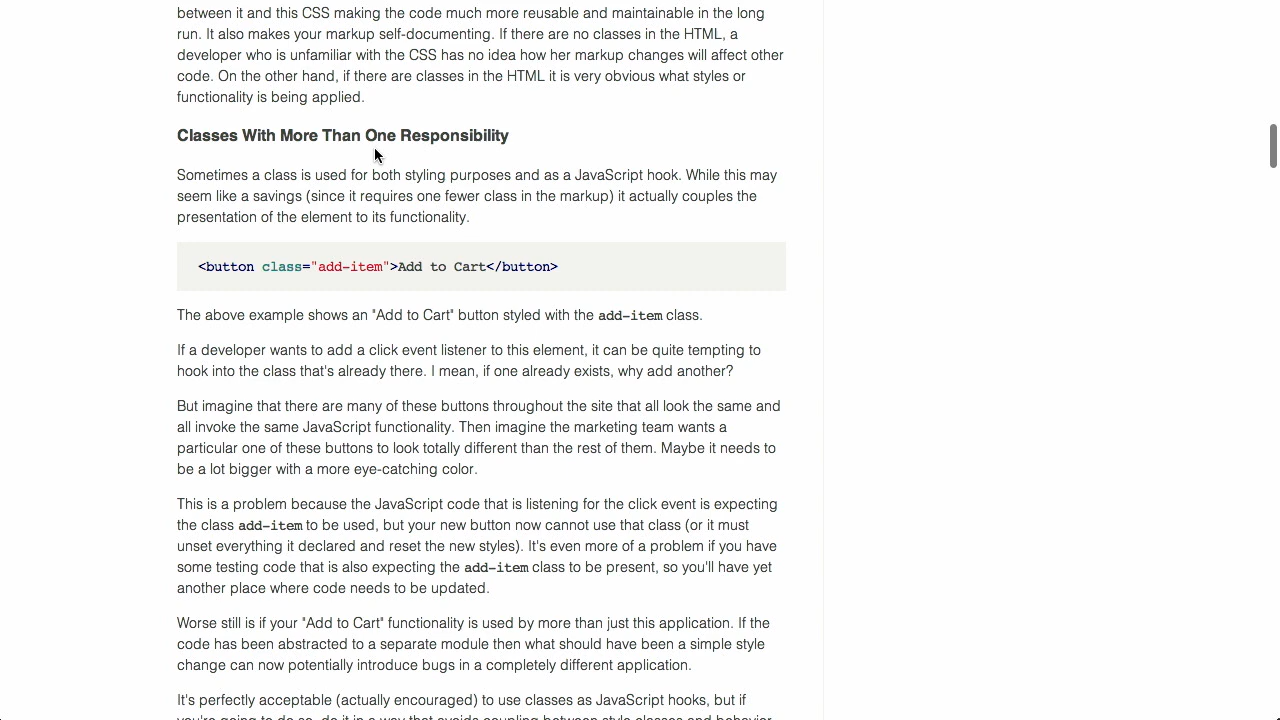 between it and this CSS making the code much more reusable and maintainable in the long
run. It also makes your markup self-documenting. If there are no classes in the HTML, a
developer who is unfamiliar with the CSS has no idea how her markup changes will affect other
code. On the other hand, if there are classes in the HTML it is very obvious what styles or
functionality is being applied.
Classes With More Than One Responsibility
Sometimes a class is used for both styling purposes and as a JavaScript hook. While this may
seem like a savings (since it requires one fewer class in the markup) it actually couples the
presentation of the element to its functionality.
<button class="add-item">Add to Cart</button>
The above example shows an "Add to Cart" button styled with the add-item class.
If a developer wants to add a click event listener to this element, it can be quite tempting to
hook into the class that's already there. I mean, if one already exists, why add another?
But imagine that there are many of these buttons throughout the site that all look the same and
all invoke the same JavaScript functionality. Then imagine the marketing team wants a
particular one of these buttons to look totally different than the rest of them. Maybe it needs to
be a lot bigger with a more eye-catching color.
This is a problem because the JavaScript code that is listening for the click event is expecting
the class add-item to be used, but your new button now cannot use that class (or it must
unset everything it declared and reset the new styles). It's even more of a problem if you have
some testing code that is also expecting the add-item class to be present, so you'll have yet
another place where code needs to be updated.
Worse still is if your "Add to Cart" functionality is used by more than just this application. If the
code has been abstracted to a separate module then what should have been a simple style
change can now potentially introduce bugs in a completely different application.
It's perfectly acceptable (actually encouraged) to use classes as JavaScript hooks, but if
you're going to do so, do it in a way that avoids coupling between style classes and behavior